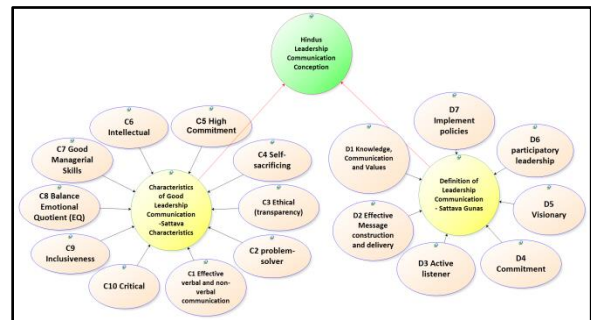 Hindus
Leadership
Communication
Conception
C6
Intellectual
C5 High
Commitment
C7 Good
Managerial
Skills
C4 Self-
sacrificing
C8 Balance
Emotional
Quotient (EQ)
Characteristics
of Good
Leadership
Communication
-Sattava
Characteristics
C3 Ethical
(transparency)
C9
Inclusiveness
C2 problem-
solver
C10 Critical
C1 Effective
verbal and non-
verbal
communication
D7
Implement
policies
D1 Knowledge,
Communication
and Values
D6
participatory
leadership
Definition of
Leadership
Communication
- Sattava Gunas
D5
Visionary
D2 Effective
Message
construction
and delivery
D3 Active
listener
D4
Commitment